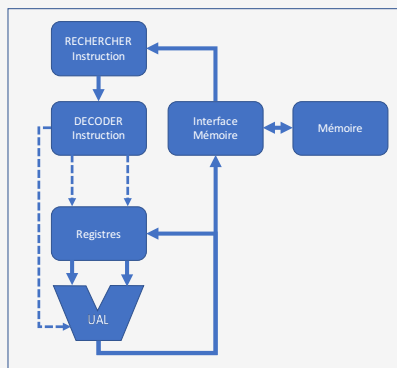 RECHERCHER
Instruction
DECODER
Instruction
Interface
Mémoire
Mémoire
Registres
UAL